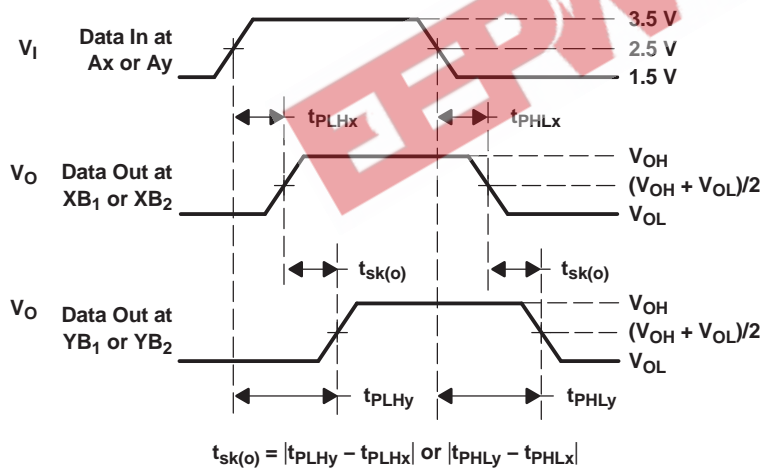 3.5 V
V_I Data In at
Ax or Ay
2.5 V
1.5 V
t_PLHx
t_PHLx
V_O Data Out at
XB_1 or XB_2
V_OH
(V_OH + V_OL)/2
V_OL
t_sk(o)
t_sk(o)
V_O Data Out at
YB_1 or YB_2
V_OH
(V_OH + V_OL)/2
V_OL
t_PLHy
t_PHLy
t_sk(o) = |t_PLHy – t_PLHx| or |t_PHLy – t_PHLx|
EEPW